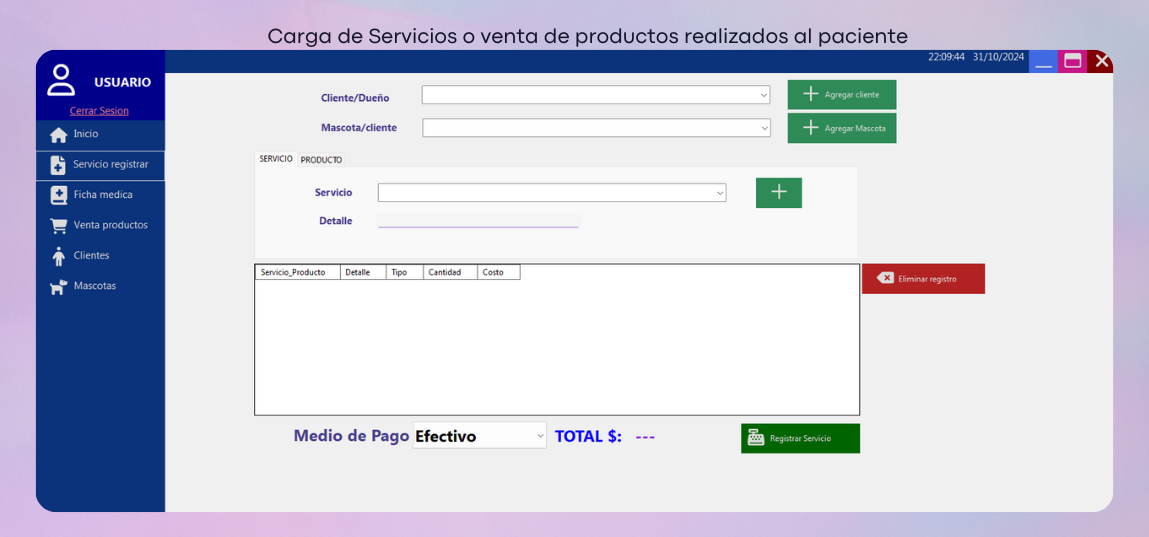 Carga de Servicios o venta de productos realizados al paciente
22:09:44 31/10/2024
USUARIO
Cerrar Sesion
Inicio
Servicio registrar
Ficha medica
Venta productos
Clientes
Mascotas
Cliente/Dueño
Agregar cliente
Mascota/cliente
Agregar Mascota
SERVICIO PRODUCTO
Servicio
Detalle
Servicio_Producto Detalle Tipo Cantidad Costo
Eliminar registro
Medio de Pago Efectivo TOTAL $: ---
Registrar Servicio